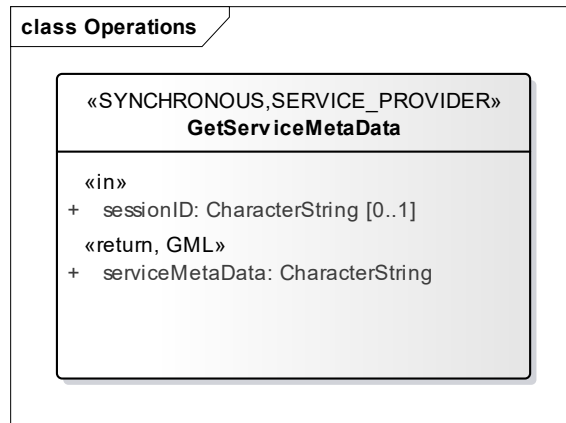 class Operations
«SYNCHRONOUS,SERVICE_PROVIDER»
GetServiceMetaData
«in»
+ sessionID: CharacterString [0..1]
«return, GML»
+ serviceMetaData: CharacterString